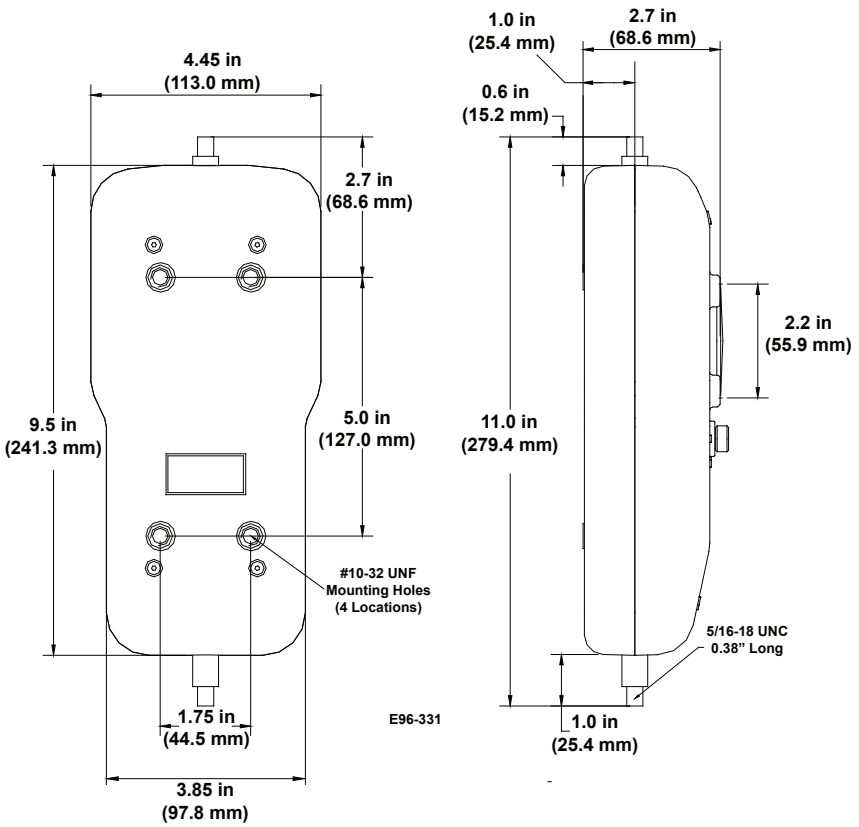 4.45 in
(113.0 mm)
2.7 in
(68.6 mm)
9.5 in
(241.3 mm)
5.0 in
(127.0 mm)
#10-32 UNF
Mounting Holes
(4 Locations)
1.75 in
(44.5 mm)
3.85 in
(97.8 mm)
E96-331
1.0 in
(25.4 mm)
2.7 in
(68.6 mm)
0.6 in
(15.2 mm)
2.2 in
(55.9 mm)
11.0 in
(279.4 mm)
5/16-18 UNC
0.38” Long
1.0 in
(25.4 mm)